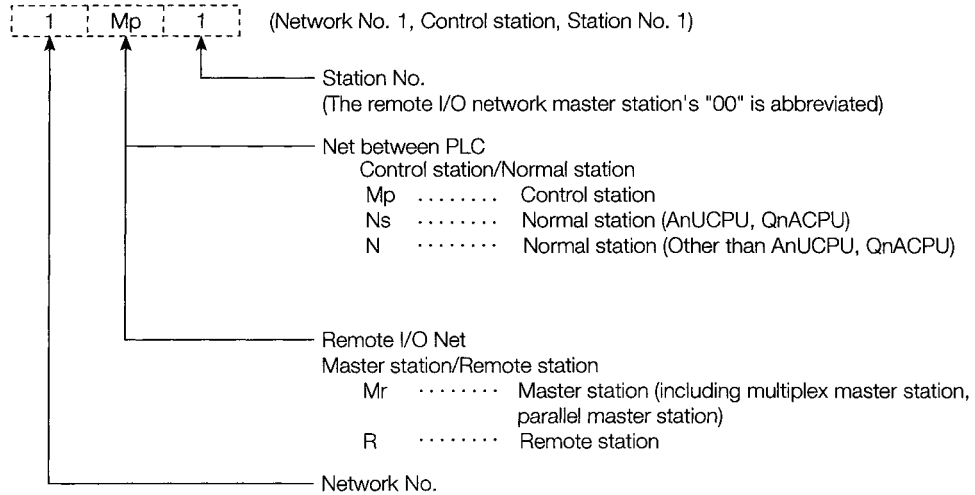 1 Mp 1 (Network No. 1, Control station, Station No. 1)
Station No.
(The remote I/O network master station's "00" is abbreviated)
Net between PLC
Control station/Normal station
Mp ........ Control station
Ns ........ Normal station (AnUCPU, QnACPU)
N ........ Normal station (Other than AnUCPU, QnACPU)
Remote I/O Net
Master station/Remote station
Mr ........ Master station (including multiplex master station,
parallel master station)
R ........ Remote station
Network No.